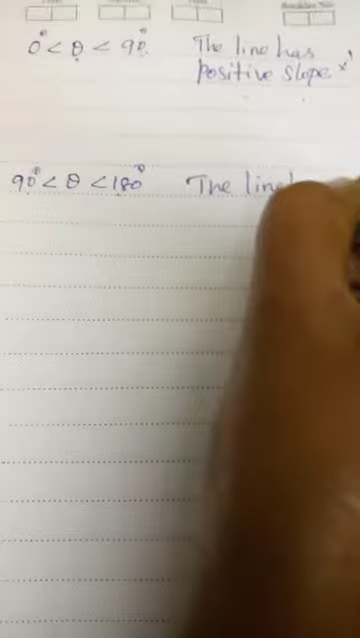 0° < θ < 90° The line has
positive slope
90° < θ < 180° The line